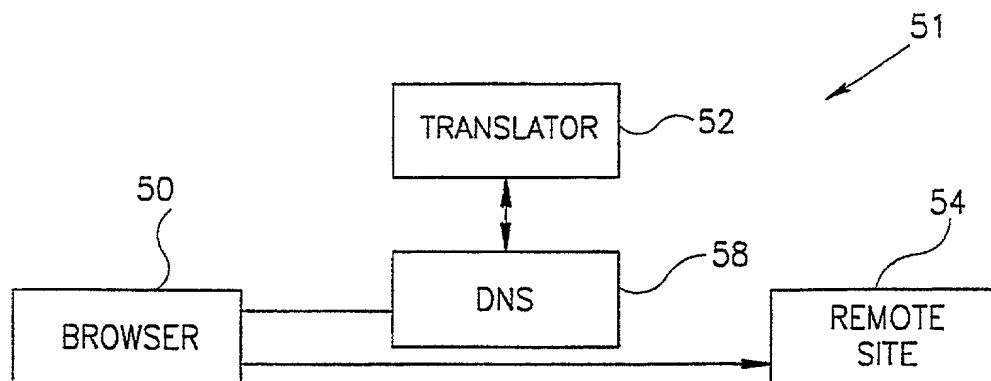 51
TRANSLATOR
52
50
54
58
DNS
BROWSER
REMOTE
SITE